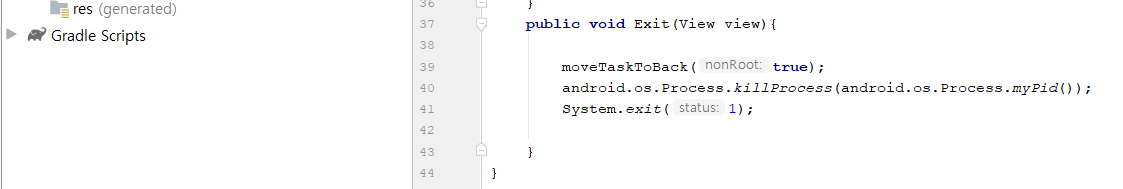 res (generated)
Gradle Scripts
36 }
37 public void Exit(View view){
38
39 moveTaskToBack( nonRoot: true);
40 android.os.Process.killProcess(android.os.Process.myPid());
41 System.exit( status: 1);
42
43 }
44 }